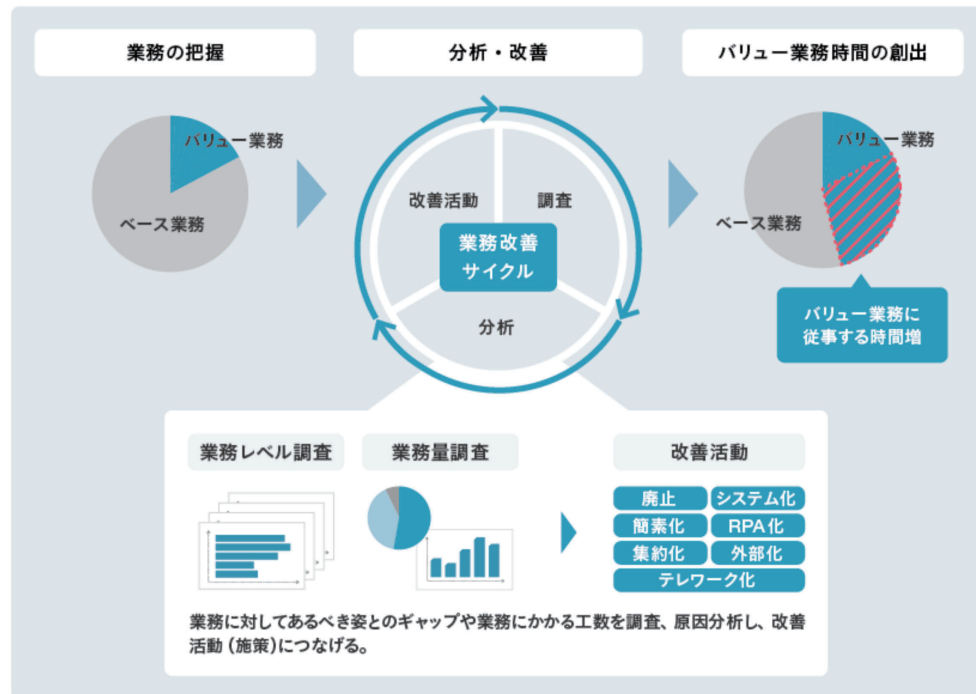 業務の把握
分析・改善
バリュー業務時間の創出
バリュー業務
ベース業務
改善活動
調査
業務改善
サイクル
分析
バリュー業務
ベース業務
バリュー業務に
従事する時間増
業務レベル調査
業務量調査
改善活動
廃止
システム化
簡素化
RPA化
集約化
外部化
テレワーク化
業務に対してあるべき姿とのギャップや業務にかかる工数を調査、原因分析し、改善
活動(施策)につなげる。